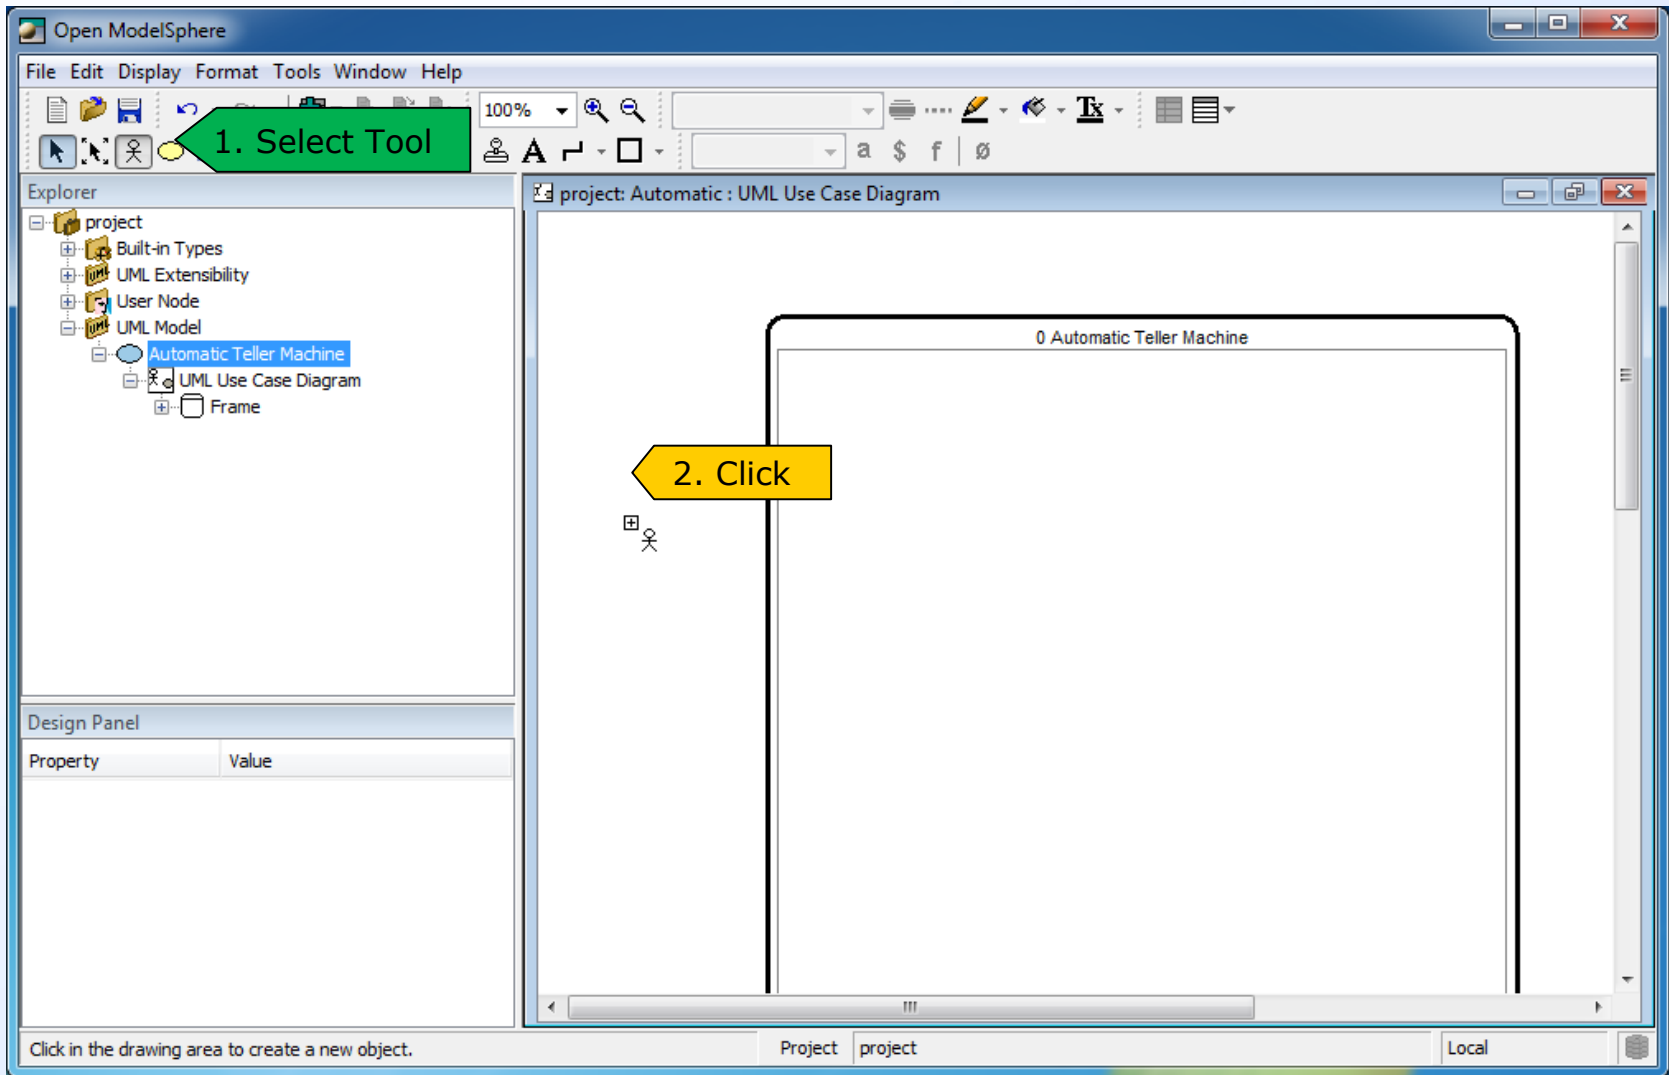 Open ModelSphere
File Edit Display Format Tools Window Help
100%
Tx
1. Select Tool
A
a $ f ø
Explorer
project: Automatic : UML Use Case Diagram
project
Built-in Types
UML Extensibility
User Node
UML Model
Automatic Teller Machine
UML Use Case Diagram
Frame
0 Automatic Teller Machine
2. Click
Design Panel
Property Value
Click in the drawing area to create a new object.
Project project
Local